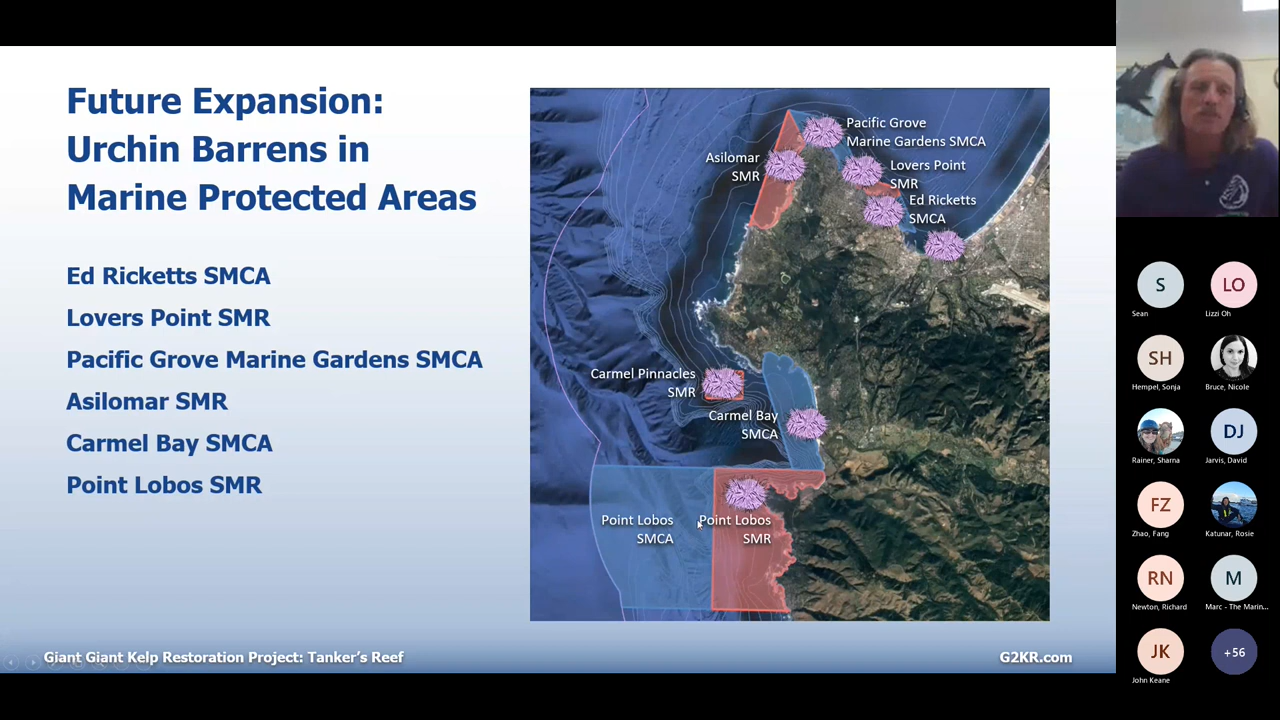 Future Expansion:
Urchin Barrens in
Marine Protected Areas
Ed Ricketts SMCA
Lovers Point SMR
Pacific Grove Marine Gardens SMCA
Asilomar SMR
Carmel Bay SMCA
Point Lobos SMR
Pacific Grove
Marine Gardens SMCA
Asilomar
SMR
Lovers Point
SMR
Ed Ricketts
SMCA
Carmel Pinnacles
SMR
Carmel Bay
SMCA
Point Lobos
SMCA
Point Lobos
SMR
Giant Giant Kelp Restoration Project: Tanker's Reef
G2KR.com
S
Sean
LO
Lizzi Oh
SH
Hempel, Sonja
Bruce, Nicole
Rainer, Sharna
DJ
Jarvis, David
FZ
Zhao, Fang
Katunar, Rosie
RN
Newton, Richard
M
Marc - The Marin...
JK
John Keane
+56